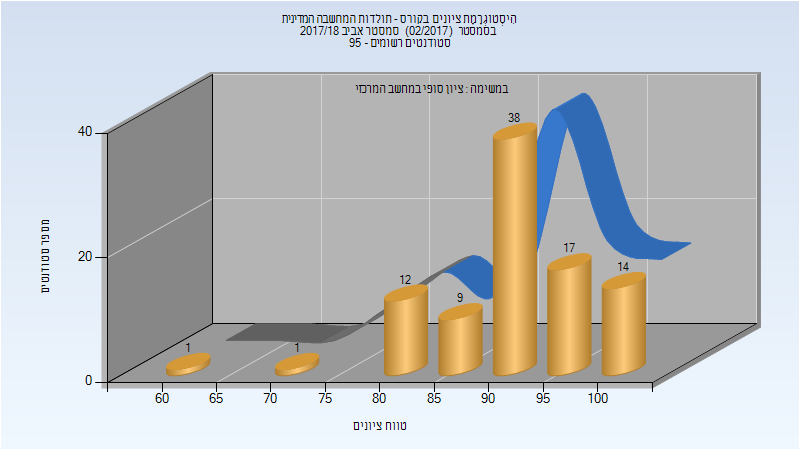 היסטוגרמת ציונים בקורס - תולדות המחשבה המדינית
בסמסטר (02/2017) סמסטר אביב 2017/18
סטודנטים רשומים - 95
במשימה : ציון סופי במחשב המרכזי
38
40
17
14
12
9
20
1
1
0
60 65 70 75 80 85 90 95 100
מספר סטודנטים
טווח ציונים